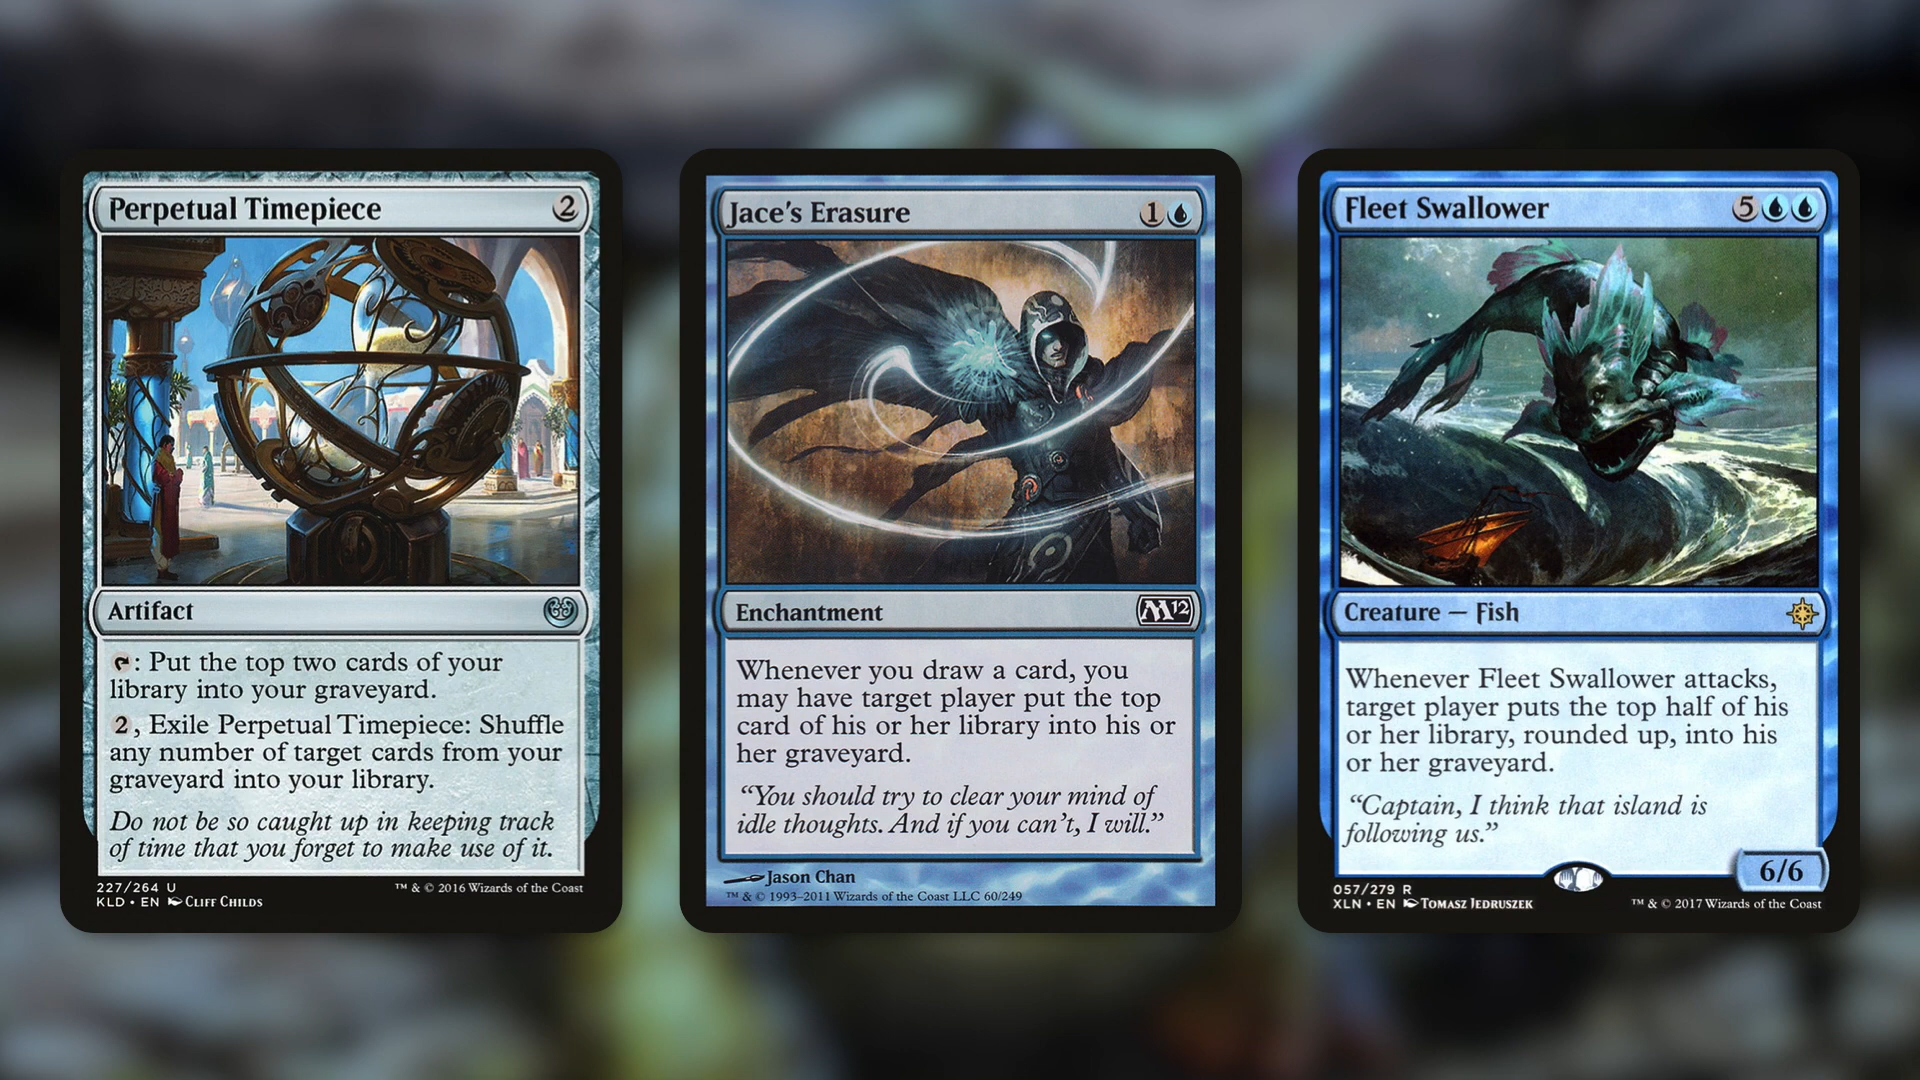 Perpetual Timepiece 2
Artifact
: Put the top two cards of your
library into your graveyard.
2, Exile Perpetual Timepiece: Shuffle
any number of target cards from your
graveyard into your library.
Do not be so caught up in keeping track
of time that you forget to make use of it.
227/264 U
KLD • EN Cliff Childs
™ & © 2016 Wizards of the Coast
Jace's Erasure 1
Enchantment M12
Whenever you draw a card, you
may have target player put the top
card of his or her library into his or
her graveyard.
“You should try to clear your mind of
idle thoughts. And if you can't, I will.”
Jason Chan
™ & © 1993–2011 Wizards of the Coast LLC 60/249
Fleet Swallower 5
Creature — Fish
Whenever Fleet Swallower attacks,
target player puts the top half of his
or her library, rounded up, into his
or her graveyard.
“Captain, I think that island is
following us.”
6/6
057/279 R
XLN • EN Tomasz Jedruszek
™ & © 2017 Wizards of the Coast